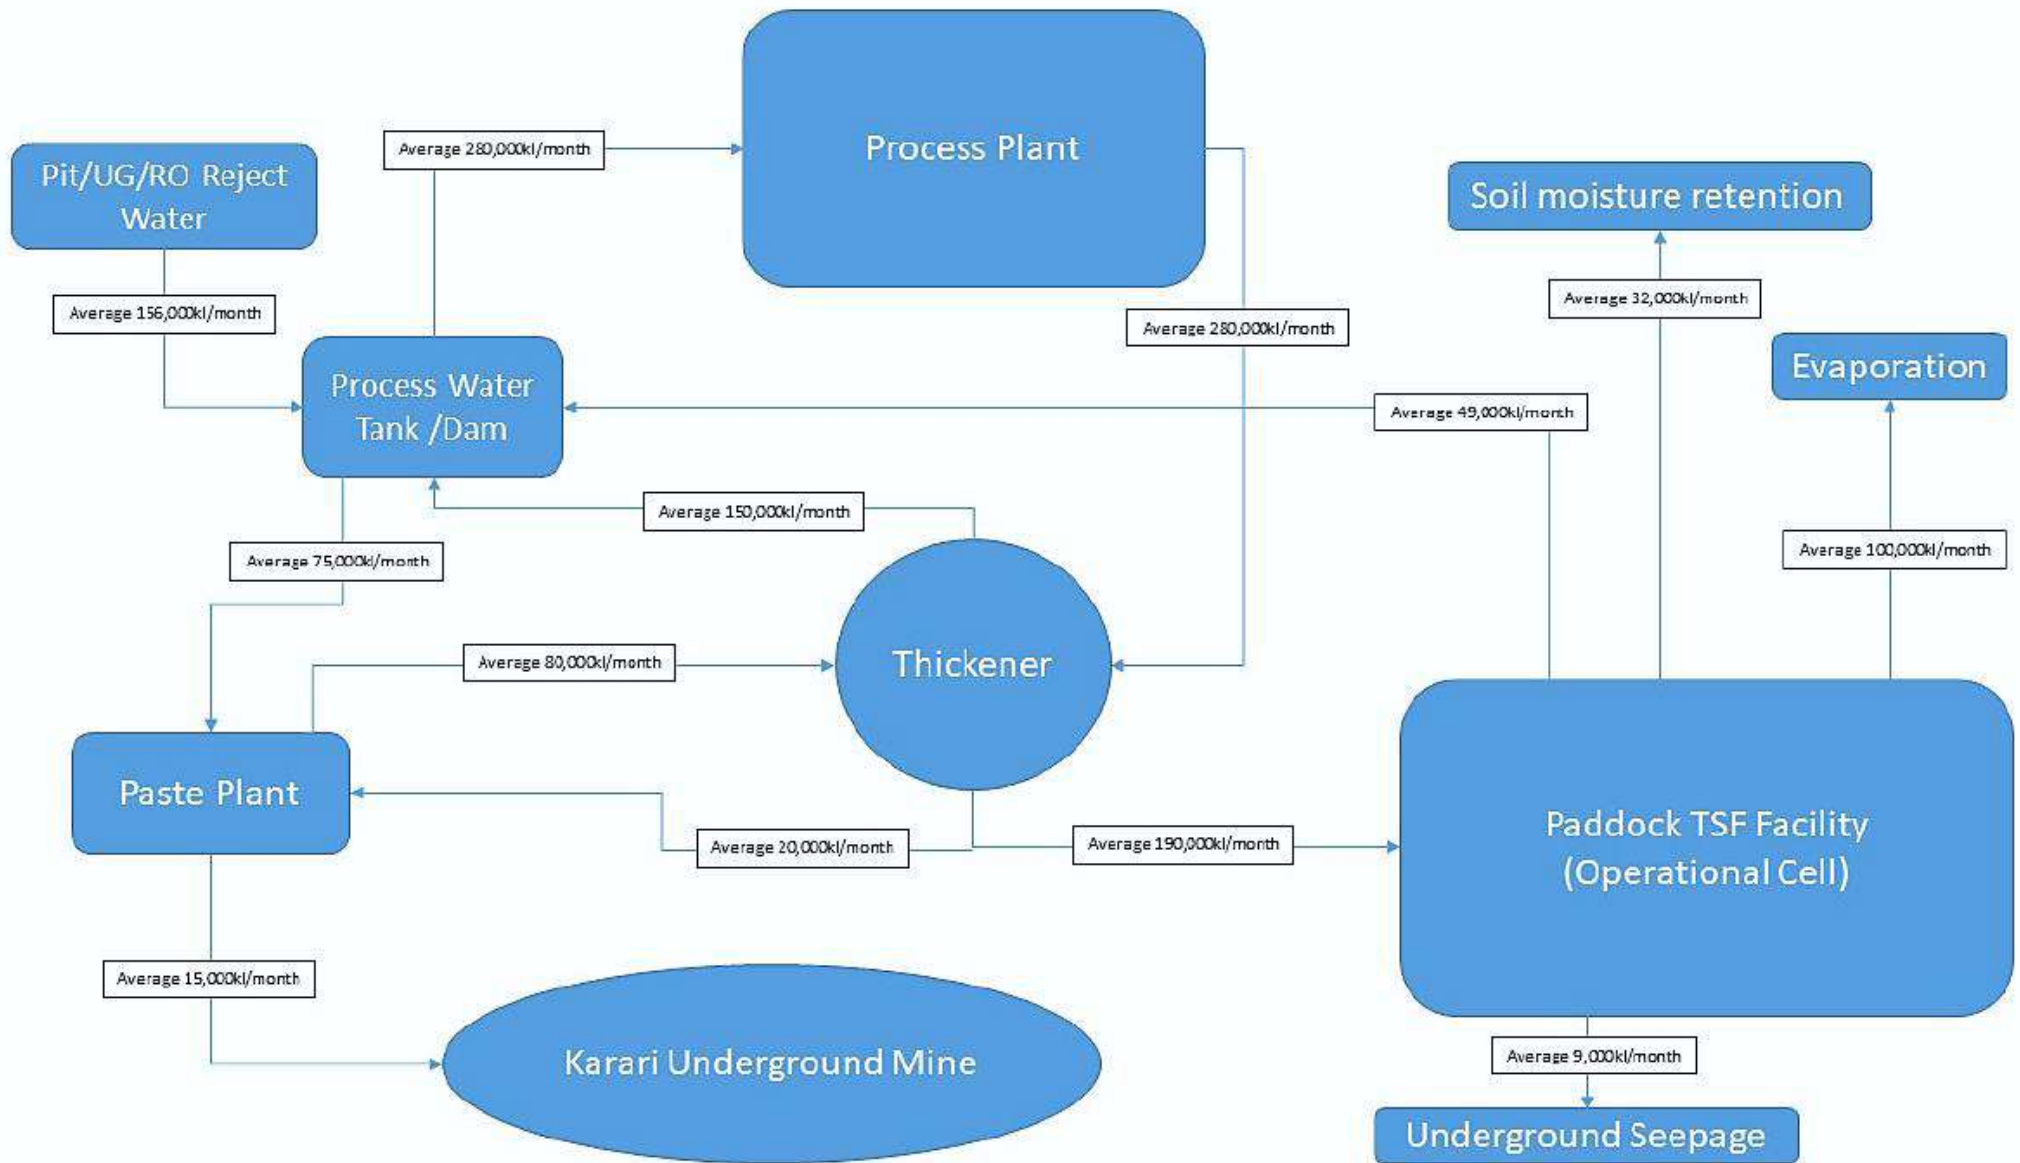 Process Plant
Average 280,000kl/month
Pit/UG/RO Reject
Water
Soil moisture retention
Average 156,000kl/month
Average 32,000kl/month
Average 280,000kl/month
Process Water
Tank /Dam
Evaporation
Average 49,000kl/month
Average 150,000kl/month
Average 75,000kl/month
Average 100,000kl/month
Average 80,000kl/month
Thickener
Paste Plant
Average 20,000kl/month
Average 190,000kl/month
Paddock TSF Facility
(Operational Cell)
Average 15,000kl/month
Karari Underground Mine
Average 9,000kl/month
Underground Seepage